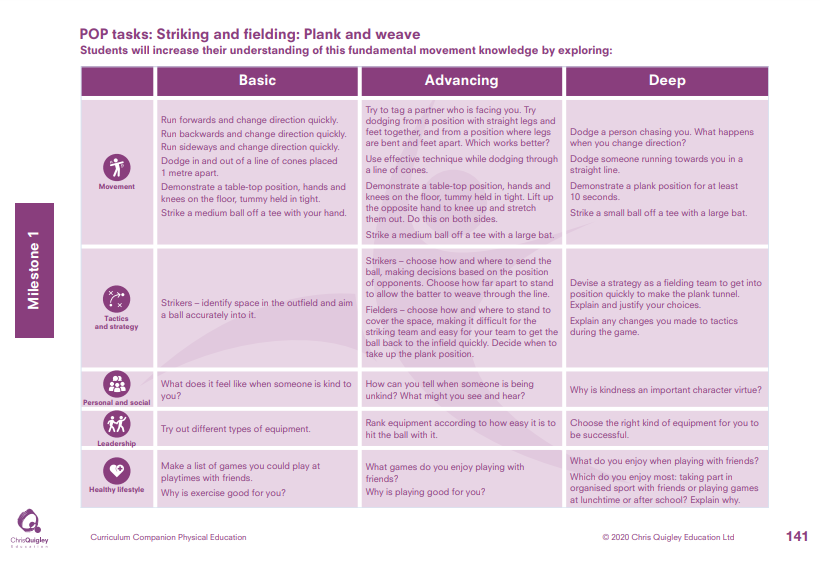 POP tasks: Striking and fielding: Plank and weave
Students will increase their understanding of this fundamental movement knowledge by exploring:
Basic
Advancing
Deep
Movement
Run forwards and change direction quickly.
Run backwards and change direction quickly.
Run sideways and change direction quickly.
Dodge in and out of a line of cones placed
1 metre apart.
Demonstrate a table-top position, hands and
knees on the floor, tummy held in tight.
Strike a medium ball off a tee with your hand.
Try to tag a partner who is facing you. Try
dodging from a position with straight legs and
feet together, and from a position where legs
are bent and feet apart. Which works better?
Use effective technique while dodging through
a line of cones.
Demonstrate a table-top position, hands and
knees on the floor, tummy held in tight. Lift up
the opposite hand to knee up and stretch
them out. Do this on both sides.
Strike a medium ball off a tee with a large bat.
Dodge a person chasing you. What happens
when you change direction?
Dodge someone running towards you in a
straight line.
Demonstrate a plank position for at least
10 seconds.
Strike a small ball off a tee with a large bat.
Milestone 1
Tactics
and strategy
Strikers – identify space in the outfield and aim
a ball accurately into it.
Strikers – choose how and where to send the
ball, making decisions based on the position
of opponents. Choose how far apart to stand
to allow the batter to weave through the line.
Fielders – choose how and where to stand to
cover the space, making it difficult for the
striking team and easy for your team to get the
ball back to the infield quickly. Decide when to
take up the plank position.
Devise a strategy as a fielding team to get into
position quickly to make the plank tunnel.
Explain and justify your choices.
Explain any changes you made to tactics
during the game.
Personal and social
What does it feel like when someone is kind to
you?
How can you tell when someone is being
unkind? What might you see and hear?
Why is kindness an important character virtue?
Leadership
Try out different types of equipment.
Rank equipment according to how easy it is to
hit the ball with it.
Choose the right kind of equipment for you to
be successful.
Healthy lifestyle
Make a list of games you could play at
playtimes with friends.
Why is exercise good for you?
What games do you enjoy playing with
friends?
Why is playing good for you?
What do you enjoy when playing with friends?
Which do you enjoy most: taking part in
organised sport with friends or playing games
at lunchtime or after school? Explain why.
ChrisQuigley
Education
Curriculum Companion Physical Education
© 2020 Chris Quigley Education Ltd
141